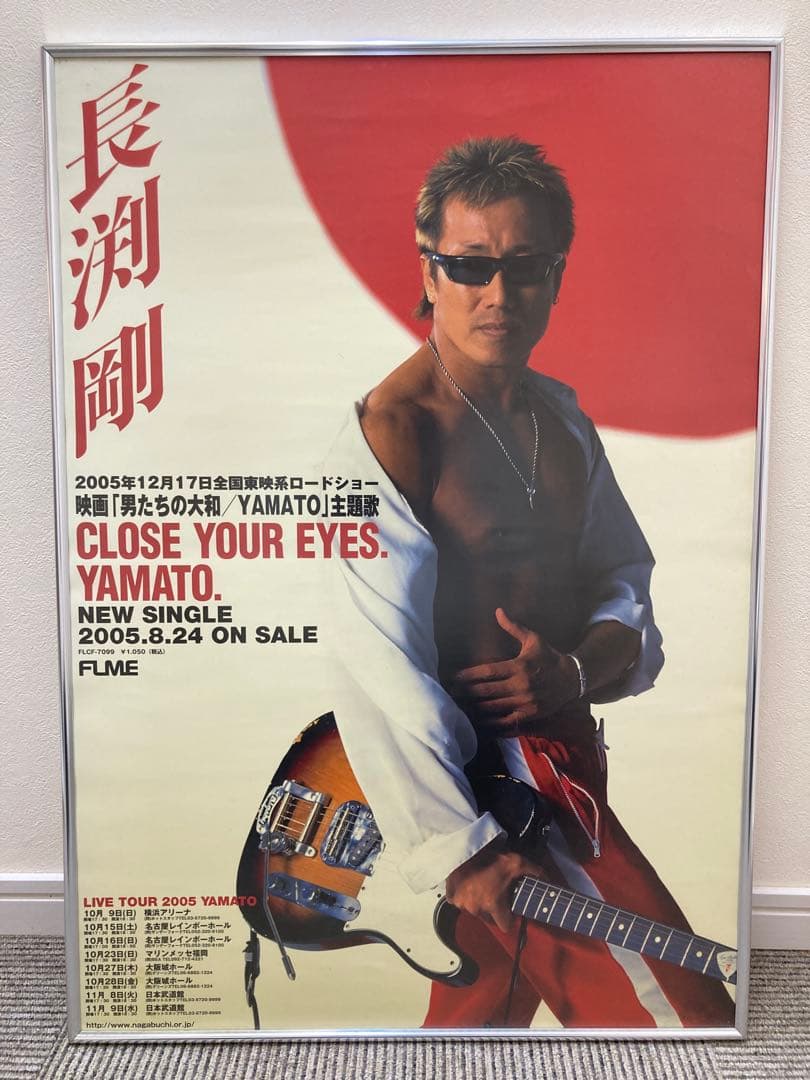 長渕剛
2005年12月17日全国東映系ロードショー
映画「男たちの大和/YAMATO」主題歌
CLOSE YOUR EYES.
YAMATO.
NEW SINGLE
2005.8.24 ON SALE
FLCF-7099 ¥1,050 (税込)
FLME
LIVE TOUR 2005 YAMATO
10月 9日(日) 横浜アリーナ
10月15日(土) 名古屋レインボーホール
10月16日(日) 名古屋レインボーホール
10月23日(日) マリンメッセ福岡
10月27日(木) 大阪城ホール
10月28日(金) 大阪城ホール
11月 8日(火) 日本武道館
11月 9日(水) 日本武道館
http://www.nagabuchi.or.jp/